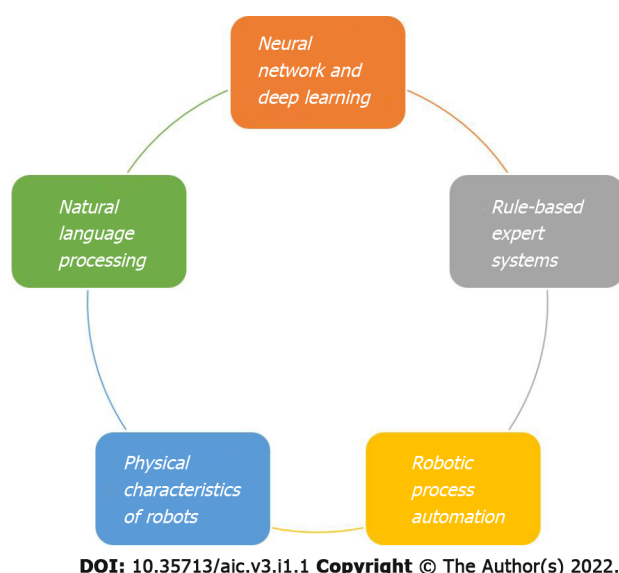 Neural
network and
deep learning
Natural
language
processing
Rule-based
expert
systems
Physical
characteristics
of robots
Robotic
process
automation
DOI: 10.35713/aic.v3.i1.1 Copyright © The Author(s) 2022.